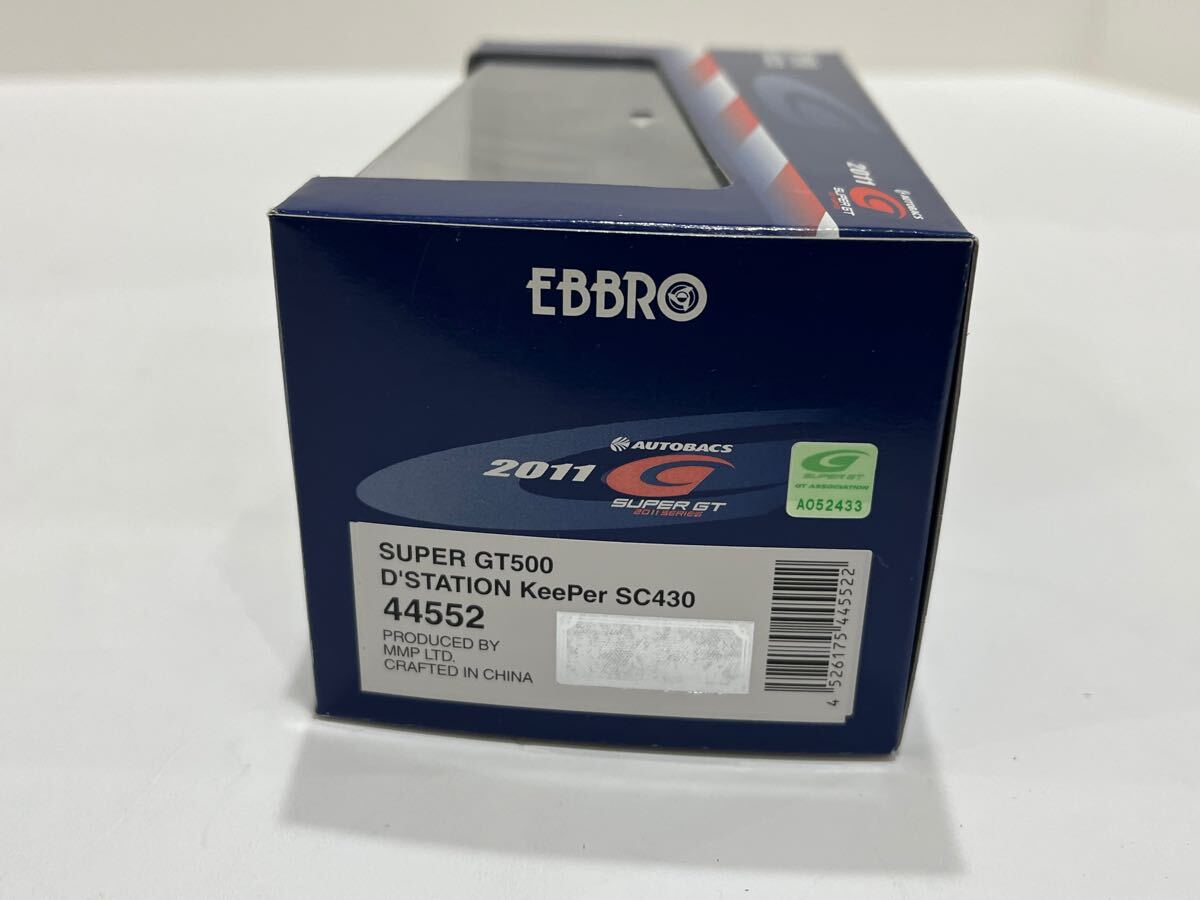 2011
AUTOBACS
SUPER GT
EBBRO
AUTOBACS
2011
SUPER GT
2011 SERIES
SUPER GT
GT ASSOCIATION
A052433
SUPER GT500
D'STATION KeePer SC430
44552
PRODUCED BY
MMP LTD.
CRAFTED IN CHINA
4 526175 445522